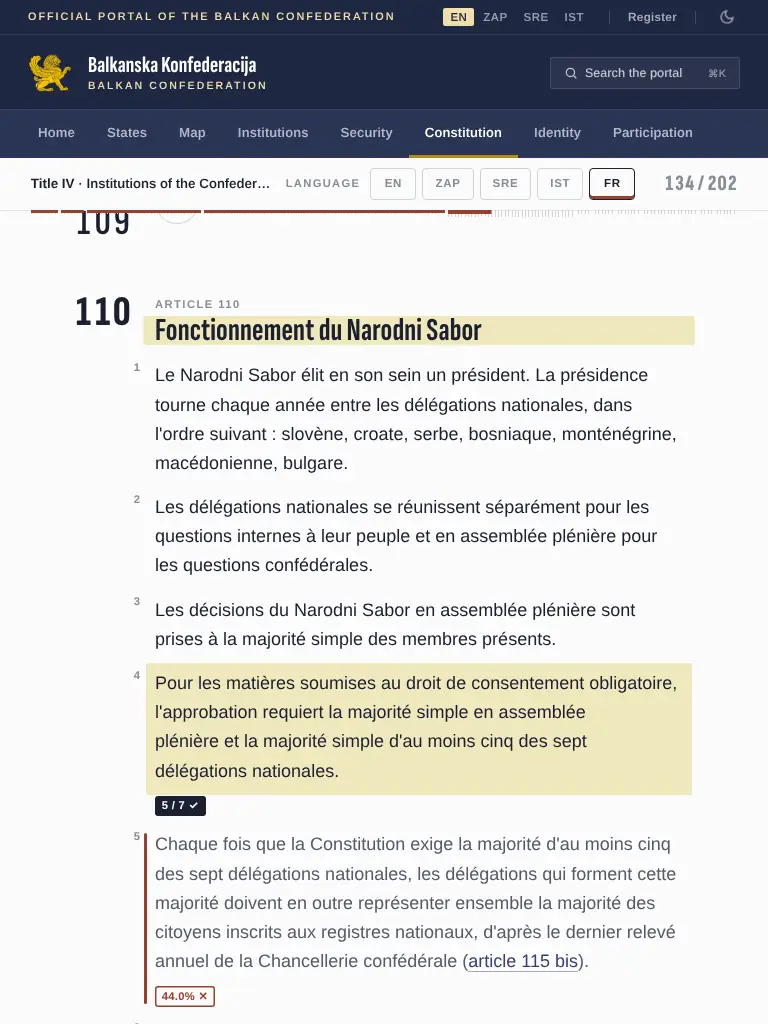 OFFICIAL PORTAL OF THE BALKAN CONFEDERATION
EN ZAP SRE IST Register
Balkanska Konfederacija
BALKAN CONFEDERATION
Search the portal ⌘K
Home States Map Institutions Security Constitution Identity Participation
Title IV · Institutions of the Confeder… LANGUAGE EN ZAP SRE IST FR 134/202
109
110
ARTICLE 110
Fonctionnement du Narodni Sabor
1 Le Narodni Sabor élit en son sein un président. La présidence
tourne chaque année entre les délégations nationales, dans
l'ordre suivant : slovène, croate, serbe, bosniaque, monténégrine,
macédonienne, bulgare.
2 Les délégations nationales se réunissent séparément pour les
questions internes à leur peuple et en assemblée plénière pour
les questions confédérales.
3 Les décisions du Narodni Sabor en assemblée plénière sont
prises à la majorité simple des membres présents.
4 Pour les matières soumises au droit de consentement obligatoire,
l'approbation requiert la majorité simple en assemblée
plénière et la majorité simple d'au moins cinq des sept
délégations nationales.
5 / 7 ✓
5 Chaque fois que la Constitution exige la majorité d'au moins cinq
des sept délégations nationales, les délégations qui forment cette
majorité doivent en outre représenter ensemble la majorité des
citoyens inscrits aux registres nationaux, d'après le dernier relevé
annuel de la Chancellerie confédérale (article 115 bis).
44.0% ✕